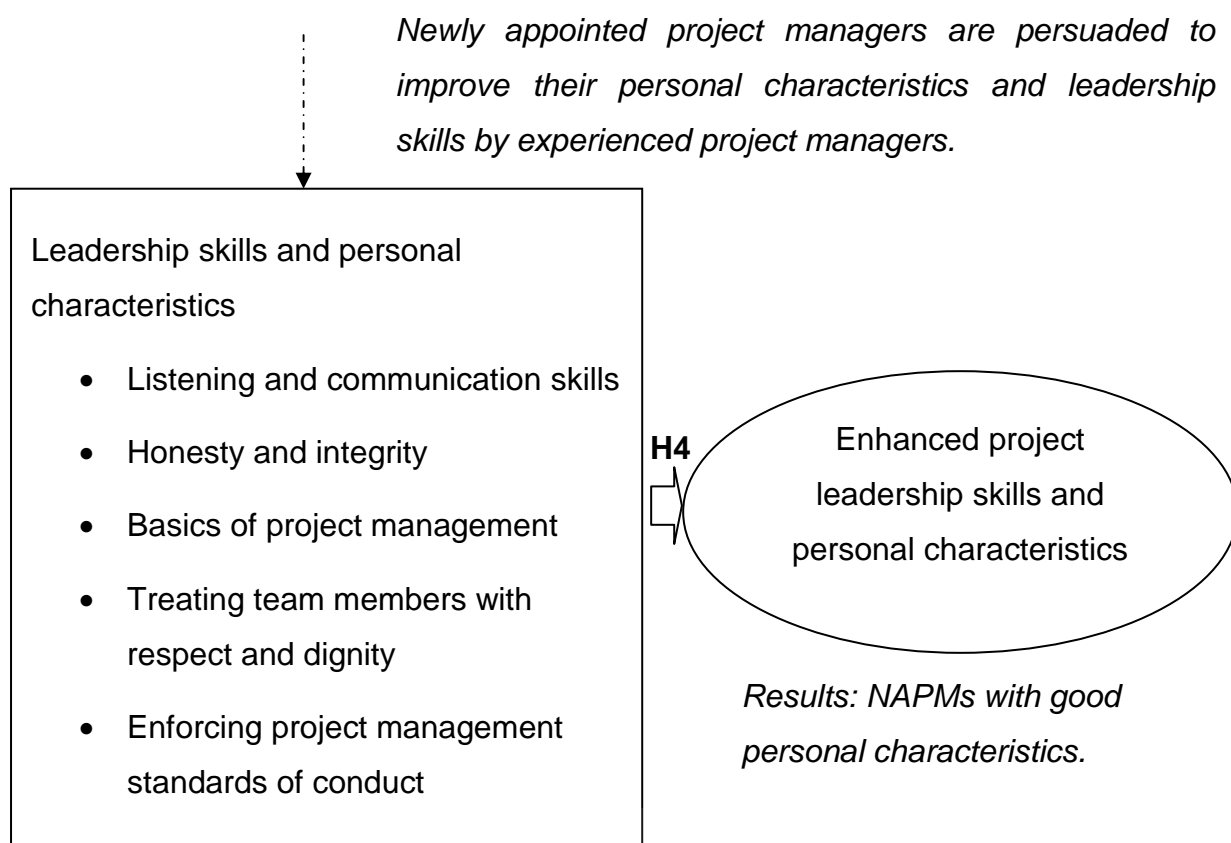 Newly appointed project managers are persuaded to
improve their personal characteristics and leadership
skills by experienced project managers.
Leadership skills and personal
characteristics
• Listening and communication skills
• Honesty and integrity
• Basics of project management
• Treating team members with
respect and dignity
• Enforcing project management
standards of conduct
H4
Enhanced project
leadership skills and
personal characteristics
Results: NAPMs with good
personal characteristics.